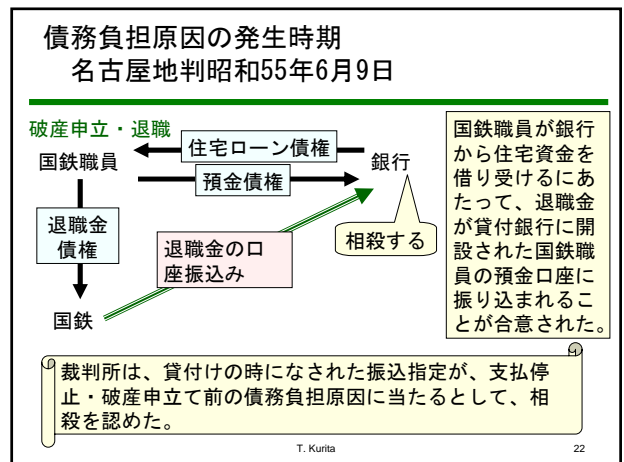 債務負担原因の発生時期
名古屋地判昭和55年6月9日
破産申立・退職
国鉄職員
住宅ローン債権
預金債権
銀行
退職金
債権
退職金の口
座振込み
相殺する
国鉄
国鉄職員が銀行
から住宅資金を
借り受けるにあ
たって、退職金
が貸付銀行に開
設された国鉄職
員の預金口座に
振り込まれるこ
とが合意された。
裁判所は、貸付けの時になされた振込指定が、支払停
止・破産申立て前の債務負担原因に当たるとして、相
殺を認めた。
T. Kurita
22